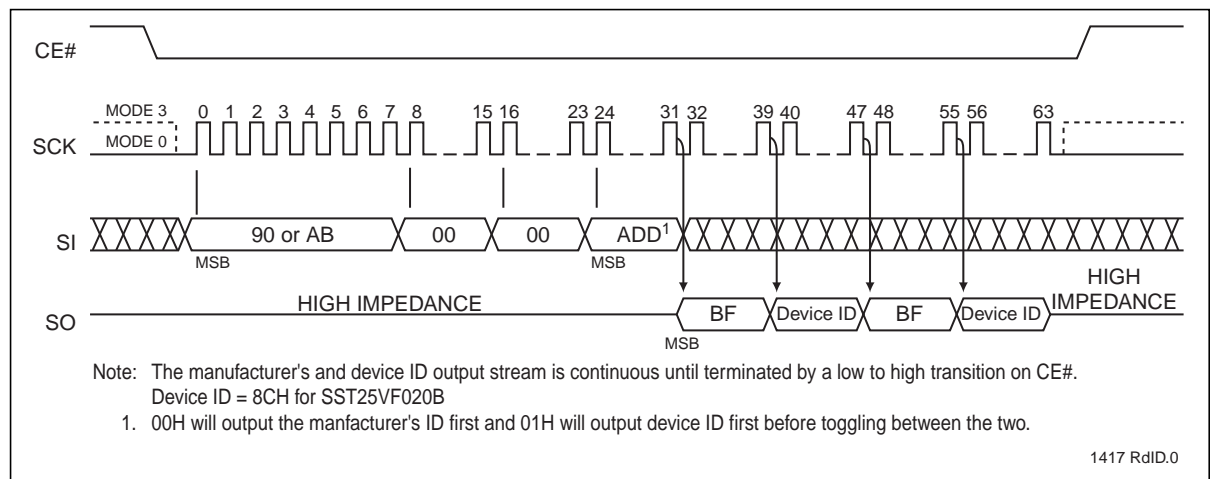 CE#
MODE 3
0 1 2 3 4 5 6 7 8 15 16 23 24 31 32 39 40 47 48 55 56 63
SCK
MODE 0
SI
90 or AB 00 00 ADD1
MSB MSB
HIGH IMPEDANCE
HIGH IMPEDANCE
SO
BF Device ID BF Device ID
MSB
Note: The manufacturer's and device ID output stream is continuous until terminated by a low to high transition on CE#.
Device ID = 8CH for SST25VF020B
1. 00H will output the manfacturer's ID first and 01H will output device ID first before toggling between the two.
1417 RdID.0